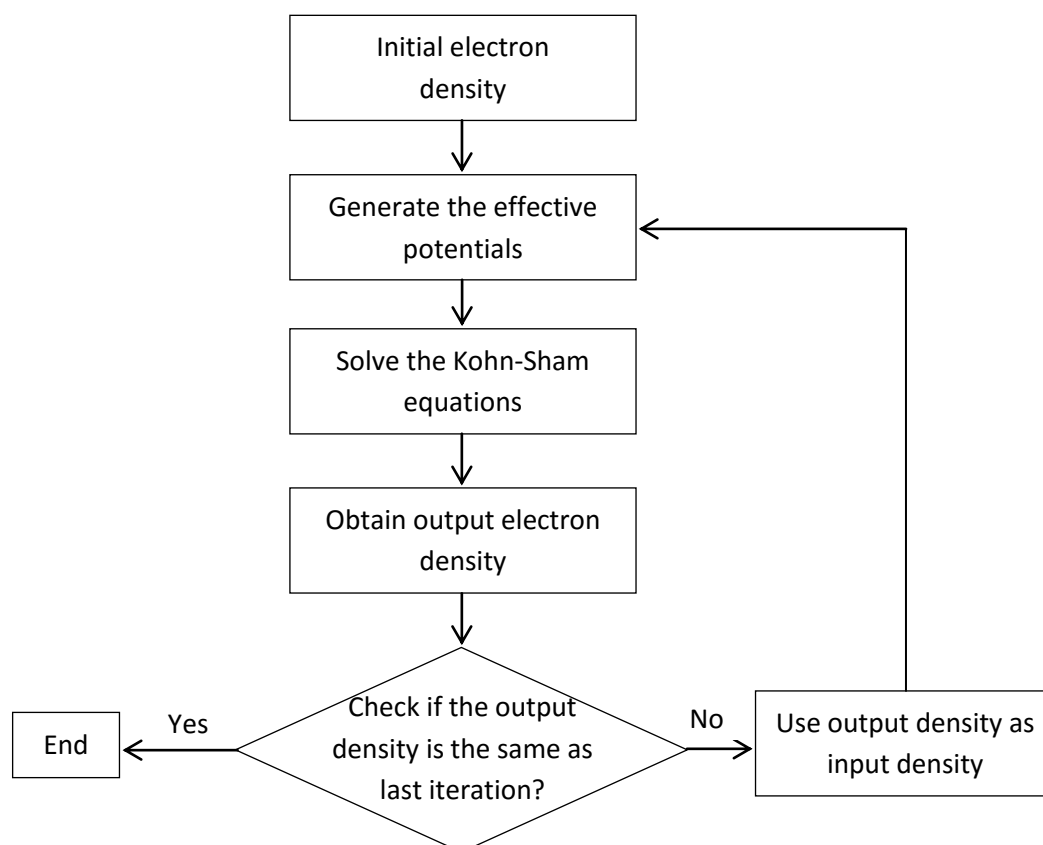 Initial electron
density
Generate the effective
potentials
Solve the Kohn-Sham
equations
Obtain output electron
density
Check if the output
density is the same as
last iteration?
Yes
End
No
Use output density as
input density